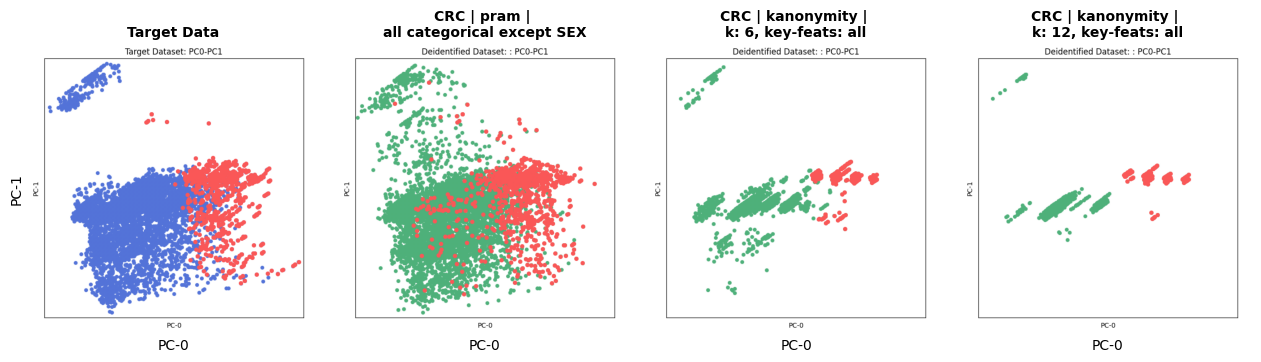 Target Data
Target Dataset: PC0-PC1
PC-1
PC-1
PC-0
PC-0
CRC | pram |
all categorical except SEX
Deidentified Dataset: : PC0-PC1
PC-1
PC-0
PC-0
CRC | kanonymity |
k: 6, key-feats: all
Deidentified Dataset: : PC0-PC1
PC-1
PC-0
PC-0
CRC | kanonymity |
k: 12, key-feats: all
Deidentified Dataset: : PC0-PC1
PC-1
PC-0
PC-0